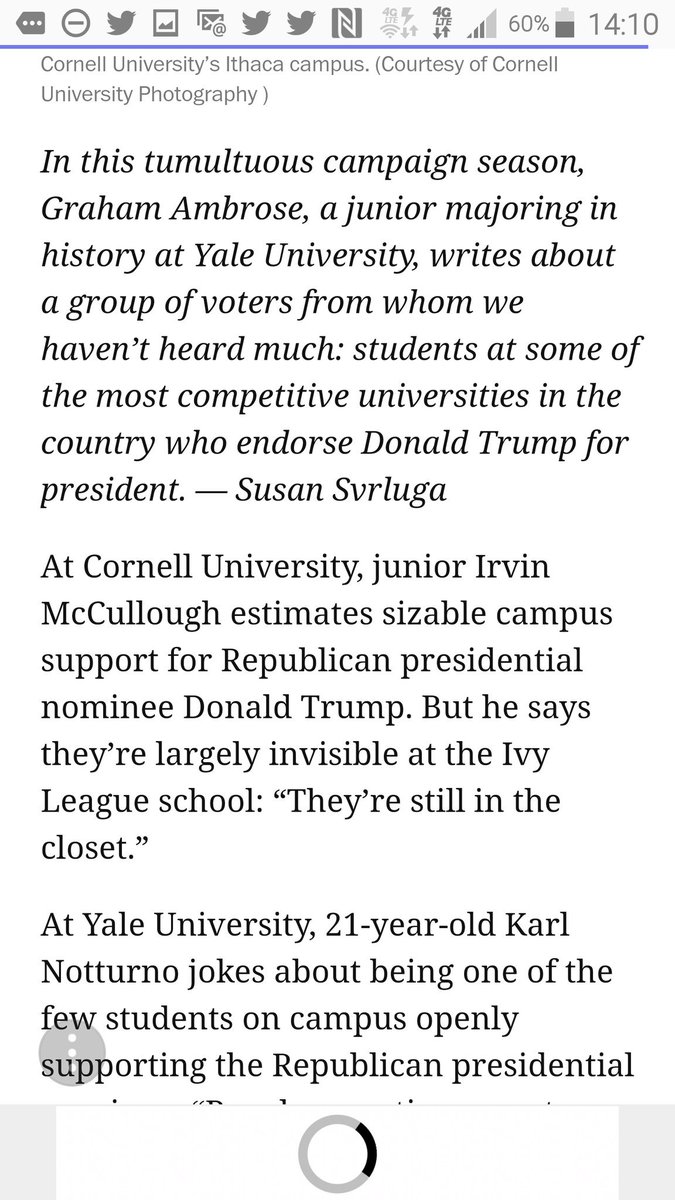 4G LTE 4G LTE 60% 14:10
Cornell University’s Ithaca campus. (Courtesy of Cornell
University Photography )
In this tumultuous campaign season,
Graham Ambrose, a junior majoring in
history at Yale University, writes about
a group of voters from whom we
haven’t heard much: students at some of
the most competitive universities in the
country who endorse Donald Trump for
president. — Susan Svrluga
At Cornell University, junior Irvin
McCullough estimates sizable campus
support for Republican presidential
nominee Donald Trump. But he says
they’re largely invisible at the Ivy
League school: “They’re still in the
closet.”
At Yale University, 21-year-old Karl
Notturno jokes about being one of the
few students on campus openly
supporting the Republican presidential